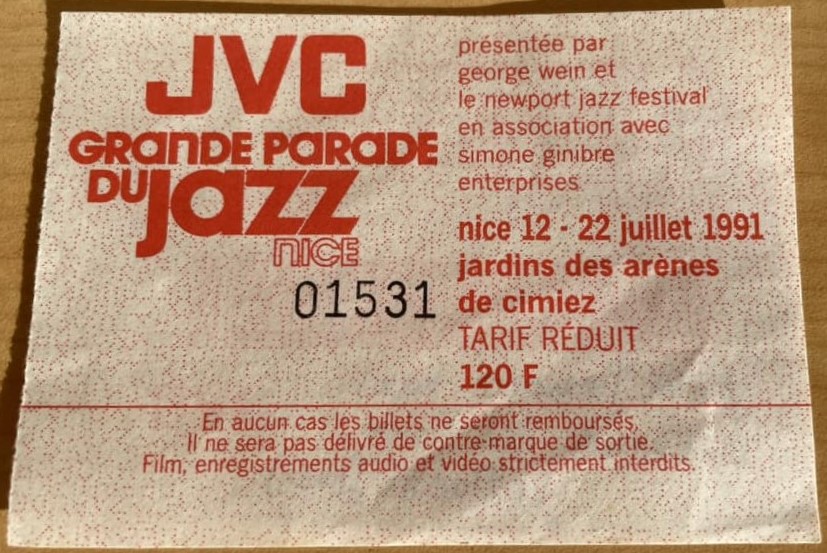 JVC
GRANDE PARADE
DU jazz
NICE
01531
présentée par
george wein et
le newport jazz festival
en association avec
simone ginibre
enterprises
nice 12 - 22 juillet 1991
jardins des arènes
de cimiez
TARIF RÉDUIT
120 F
En aucun cas les billets ne seront remboursés.
Il ne sera pas délivré de contre-marque de sortie.
Film, enregistrements audio et vidéo strictement interdits.